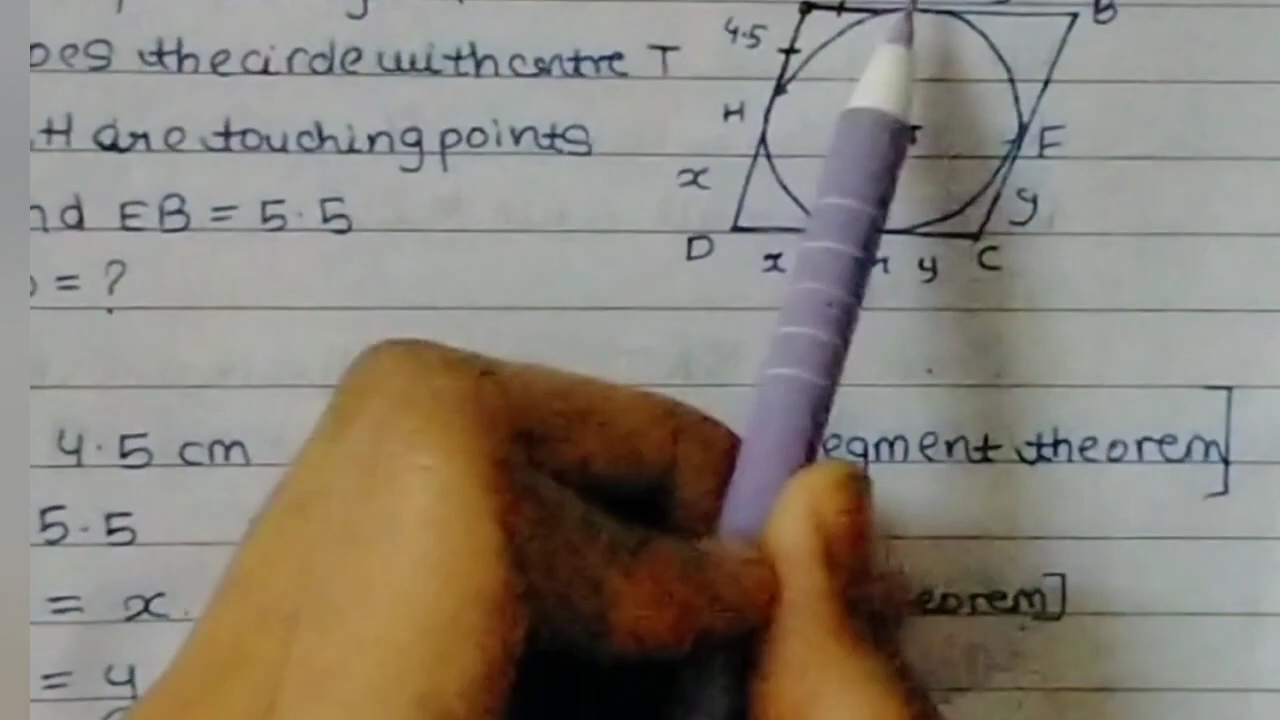 oes the circle with centre T
H are touching points
nd EB = 5.5
= ?
4.5 cm
egment theorem]
5.5
= x
eorem]
= y
B
4.5
H
F
x
y
D
x
y
C